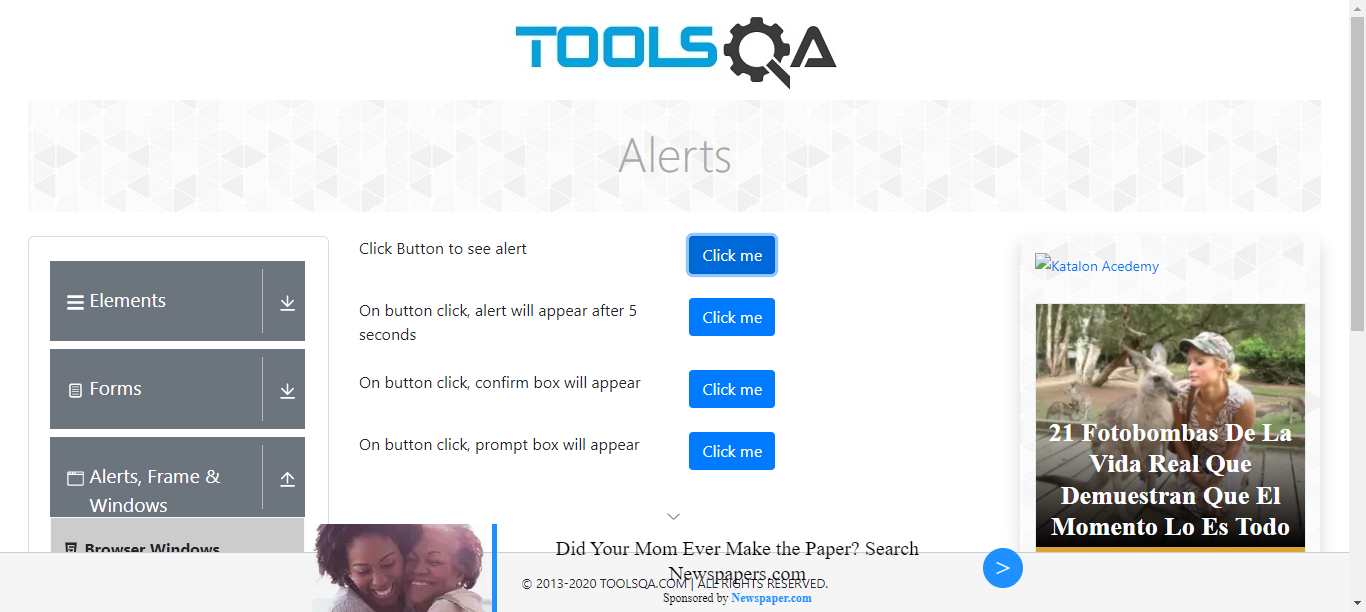 TOOLSQA
Alerts
Elements
Forms
Alerts, Frame &
Windows
Browser Windows
Click Button to see alert
Click me
On button click, alert will appear after 5
seconds
Click me
On button click, confirm box will appear
Click me
On button click, prompt box will appear
Click me
Katalon Acedemy
21 Fotobombas De La
Vida Real Que
Demuestran Que El
Momento Lo Es Todo
Did Your Mom Ever Make the Paper? Search
Newspapers.com
© 2013-2020 TOOLSQA.COM | ALL RIGHTS RESERVED.
Sponsored by Newspaper.com
>